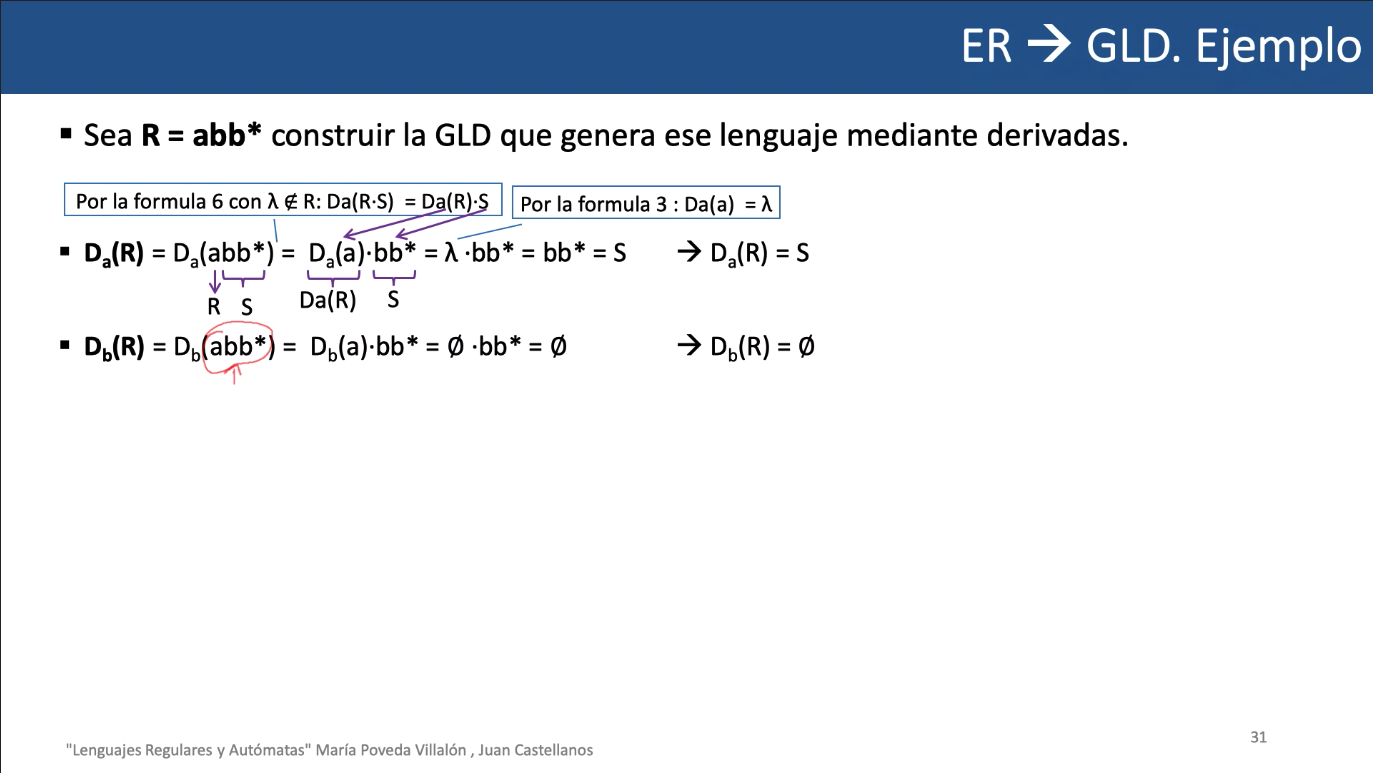 ER → GLD. Ejemplo
▪ Sea R = abb* construir la GLD que genera ese lenguaje mediante derivadas.
Por la formula 6 con λ ∉ R: Da(R·S) = Da(R)·S
Por la formula 3 : Da(a) = λ
▪ Da(R) = Da(abb*) = Da(a)·bb* = λ ·bb* = bb* = S → Da(R) = S
R S Da(R) S
▪ Db(R) = Db(abb*) = Db(a)·bb* = Ø ·bb* = Ø → Db(R) = Ø
31
"Lenguajes Regulares y Autómatas" María Poveda Villalón , Juan Castellanos